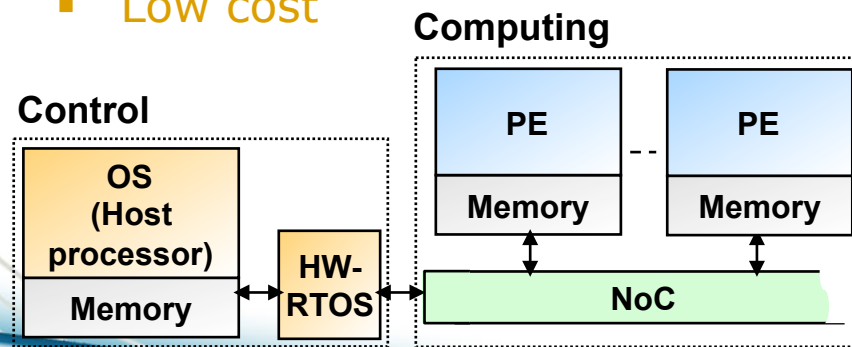 Low cost
Computing
Control
PE
PE
OS
(Host
processor)
Memory
Memory
HW-
RTOS
Memory
NoC